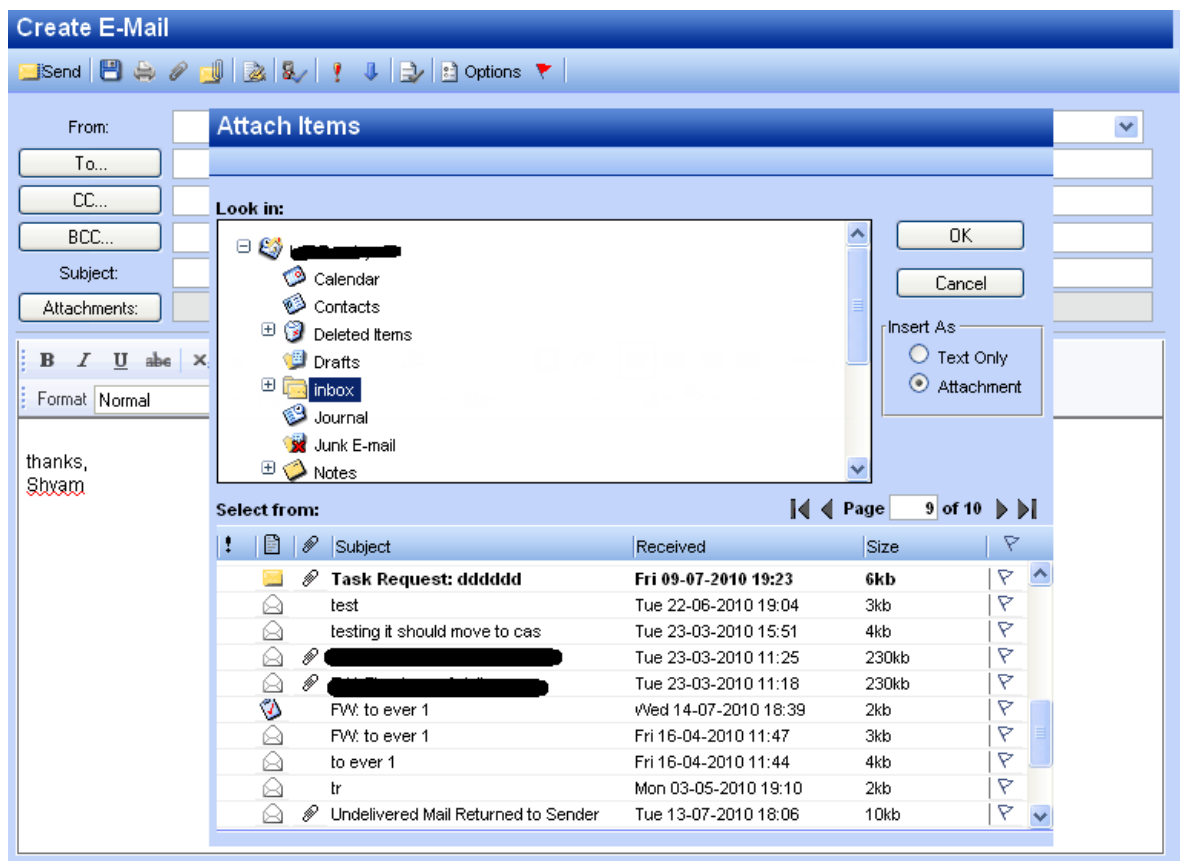 Create E-Mail
Send Options
From:
Attach Items
To...
CC...
Look in:
BCC...
OK
Subject:
Calendar
Cancel
Attachments:
Contacts
Deleted Items
Insert As
Drafts
Text Only
B I U abc x
inbox
Attachment
Format Normal
Journal
Junk E-mail
Notes
thanks,
Shyam
Select from:
Page 9 of 10
! Subject Received Size
Task Request: dddddd Fri 09-07-2010 19:23 6kb
test Tue 22-06-2010 19:04 3kb
testing it should move to cas Tue 23-03-2010 15:51 4kb
Tue 23-03-2010 11:25 230kb
Tue 23-03-2010 11:18 230kb
FW: to ever 1 Wed 14-07-2010 18:39 2kb
FW: to ever 1 Fri 16-04-2010 11:47 3kb
to ever 1 Fri 16-04-2010 11:44 4kb
tr Mon 03-05-2010 19:10 2kb
Undelivered Mail Returned to Sender Tue 13-07-2010 18:06 10kb